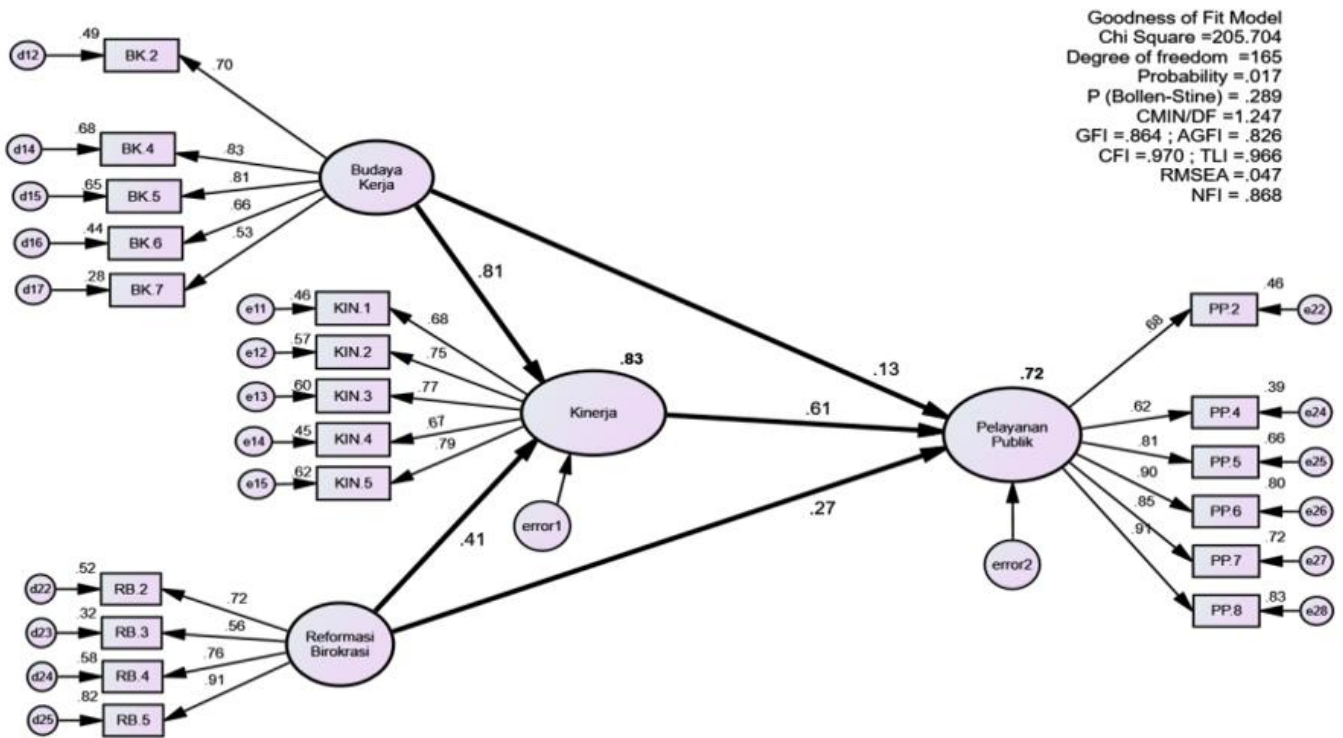 Goodness of Fit Model
Chi Square =205.704
Degree of freedom =165
Probability =.017
P (Bollen-Stine) = .289
CMIN/DF =1.247
GFI =.864 ; AGFI =.826
CFI =.970 ; TLI =.966
RMSEA =.047
NFI = .868
.49
d12
BK.2
.70
.68
d14
BK.4
.83
.65
d15
BK.5
.81
.44
d16
BK.6
.66
.28
d17
BK.7
.53
Budaya
Kerja
.81
.13
.46
e11
KIN.1
.68
.57
e12
KIN.2
.75
.60
e13
KIN.3
.77
.45
e14
KIN.4
.67
.62
e15
KIN.5
.79
.83
Kinerja
.61
error1
.41
.27
.52
d22
RB.2
.72
.32
d23
RB.3
.56
.58
d24
RB.4
.76
.82
d25
RB.5
.91
Reformasi
Birokrasi
.72
Pelayanan
Publik
error2
.68
PP.2
.46
e22
.62
PP.4
.39
e24
.81
PP.5
.66
e25
.90
PP.6
.80
e26
.85
PP.7
.72
e27
.91
PP.8
.83
e28